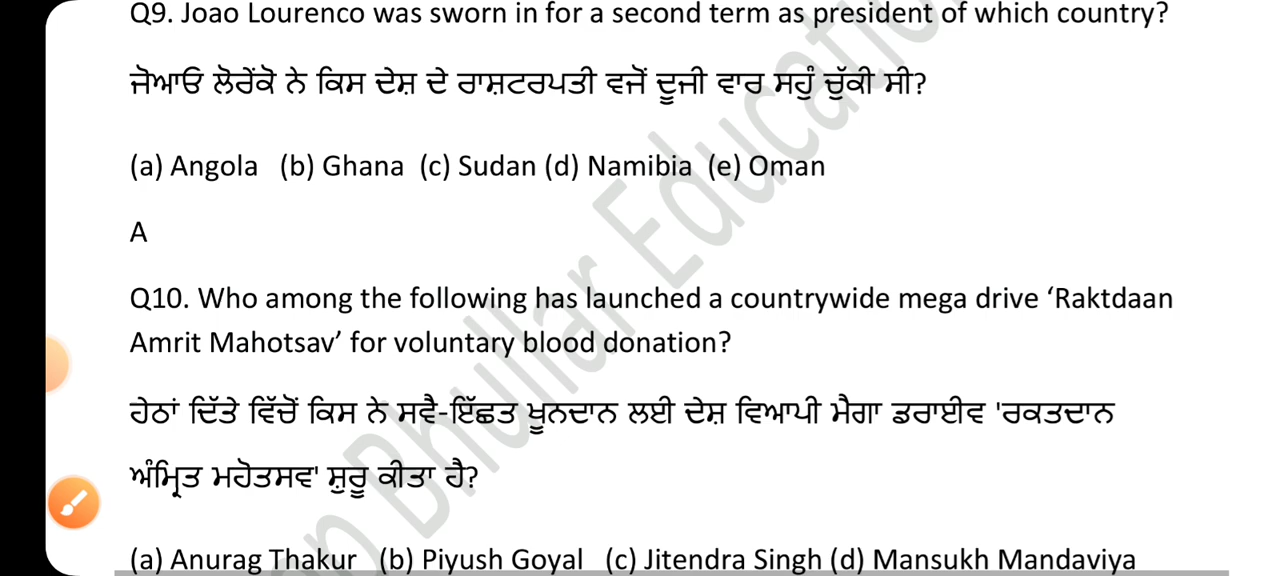 Q9. Joao Lourenco was sworn in for a second term as president of which country?
ਜੋਆਓ ਲੋਰੇਂਕੋ ਨੇ ਕਿਸ ਦੇਸ਼ ਦੇ ਰਾਸ਼ਟਰਪਤੀ ਵਜੋਂ ਦੂਜੀ ਵਾਰ ਸਹੁੰ ਚੁੱਕੀ ਸੀ?
(a) Angola (b) Ghana (c) Sudan (d) Namibia (e) Oman
A
Q10. Who among the following has launched a countrywide mega drive ‘Raktdaan
Amrit Mahotsav’ for voluntary blood donation?
ਹੇਠਾਂ ਦਿੱਤੇ ਵਿੱਚੋਂ ਕਿਸ ਨੇ ਸਵੈ-ਇੱਛਤ ਖੂਨਦਾਨ ਲਈ ਦੇਸ਼ ਵਿਆਪੀ ਮੈਗਾ ਡਰਾਈਵ 'ਰਕਤਦਾਨ
ਅੰਮ੍ਰਿਤ ਮਹੋਤਸਵ' ਸ਼ੁਰੂ ਕੀਤਾ ਹੈ?
(a) Anurag Thakur (b) Piyush Goyal (c) Jitendra Singh (d) Mansukh Mandaviya
Bhullar Education